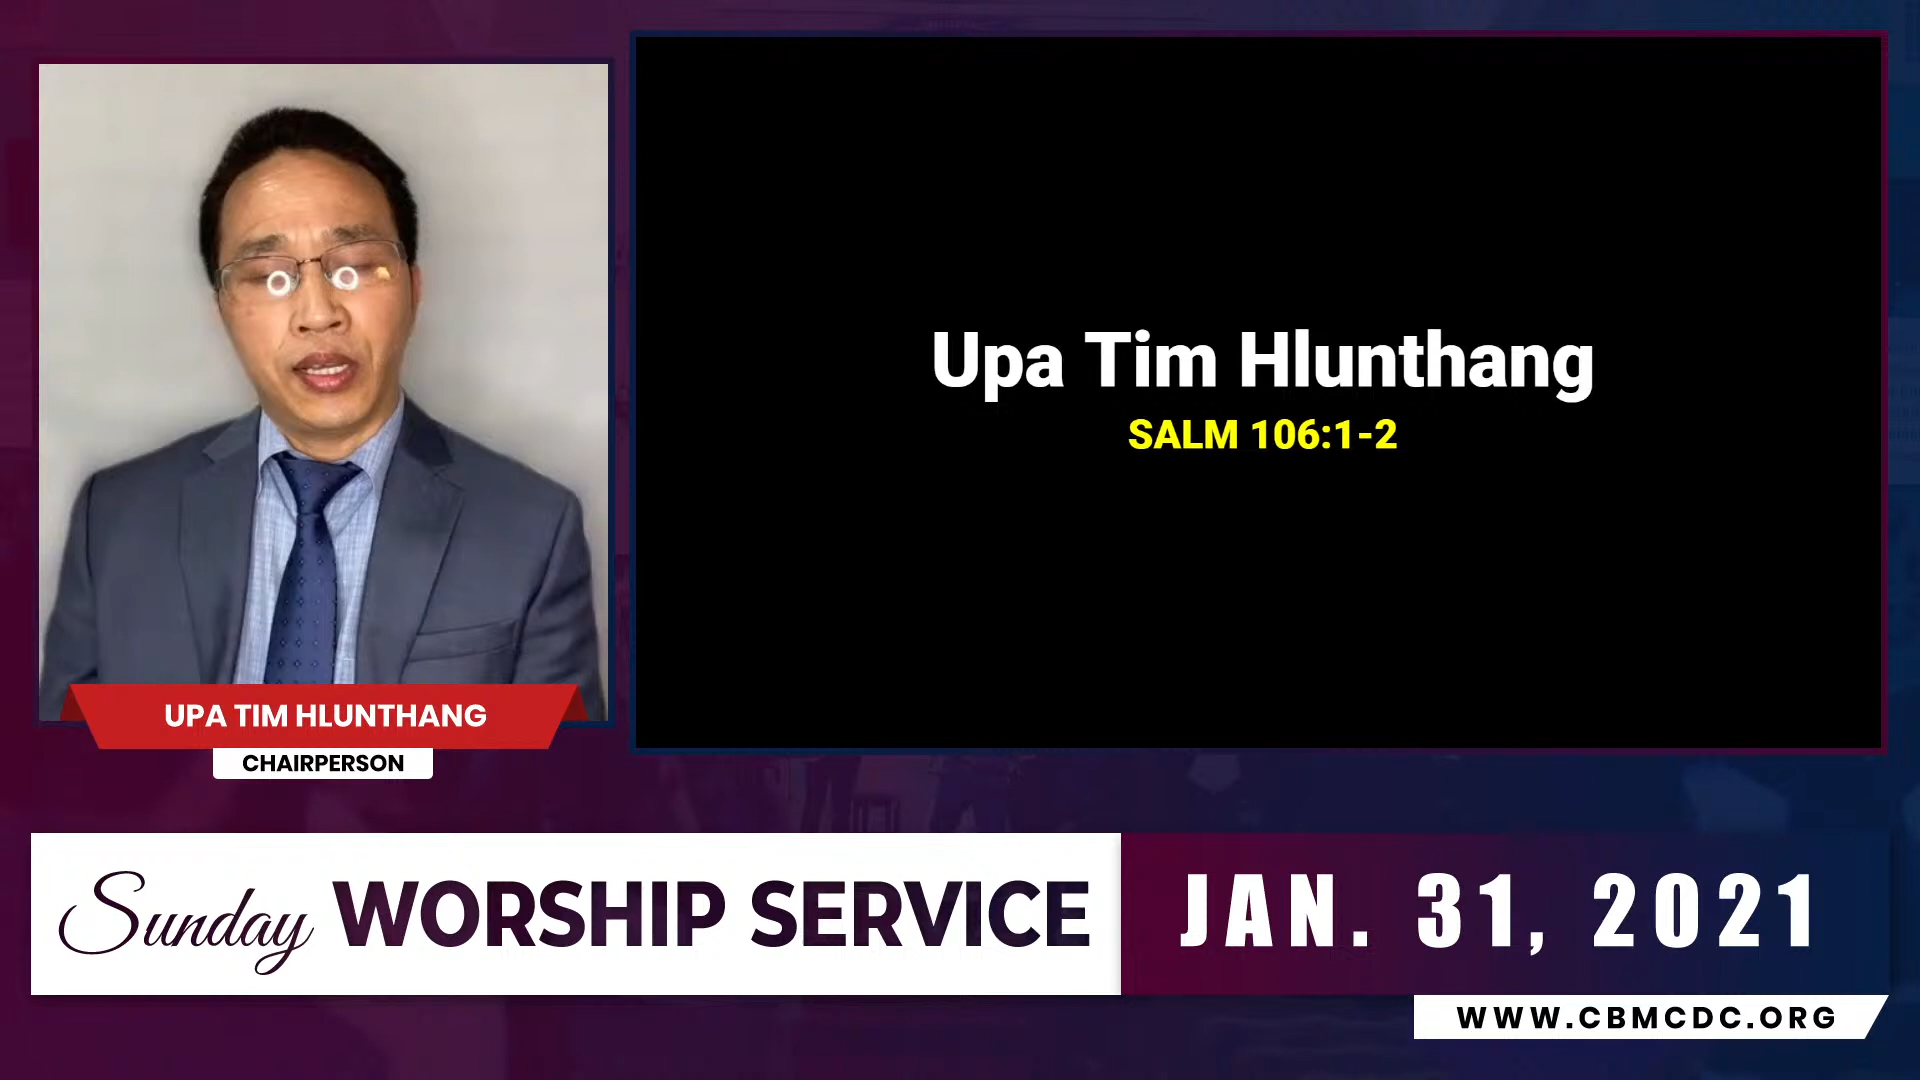 Upa Tim Hlunthang
SALM 106:1-2
UPA TIM HLUNTHANG
CHAIRPERSON
Sunday WORSHIP SERVICE
JAN. 31, 2021
WWW.CBMCDC.ORG